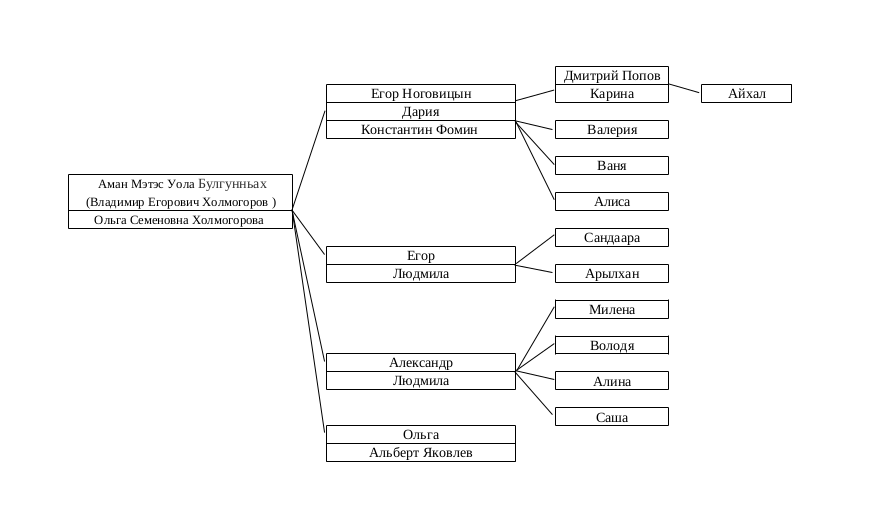 Дмитрий Попов
Карина
Айхал
Егор Ноговицын
Дария
Константин Фомин
Валерия
Ваня
Алиса
Аман Мэтэс Уола Булгунньах
(Владимир Егорович Холмогоров )
Ольга Семеновна Холмогорова
Егор
Людмила
Сандаара
Арылхан
Александр
Людмила
Милена
Володя
Алина
Саша
Ольга
Альберт Яковлев